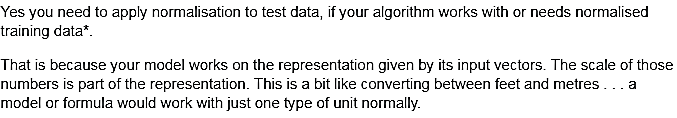 Yes you need to apply normalisation to test data, if your algorithm works with or needs normalised
training data*.
That is because your model works on the representation given by its input vectors. The scale of those
numbers is part of the representation. This is a bit like converting between feet and metres . . . a
model or formula would work with just one type of unit normally.